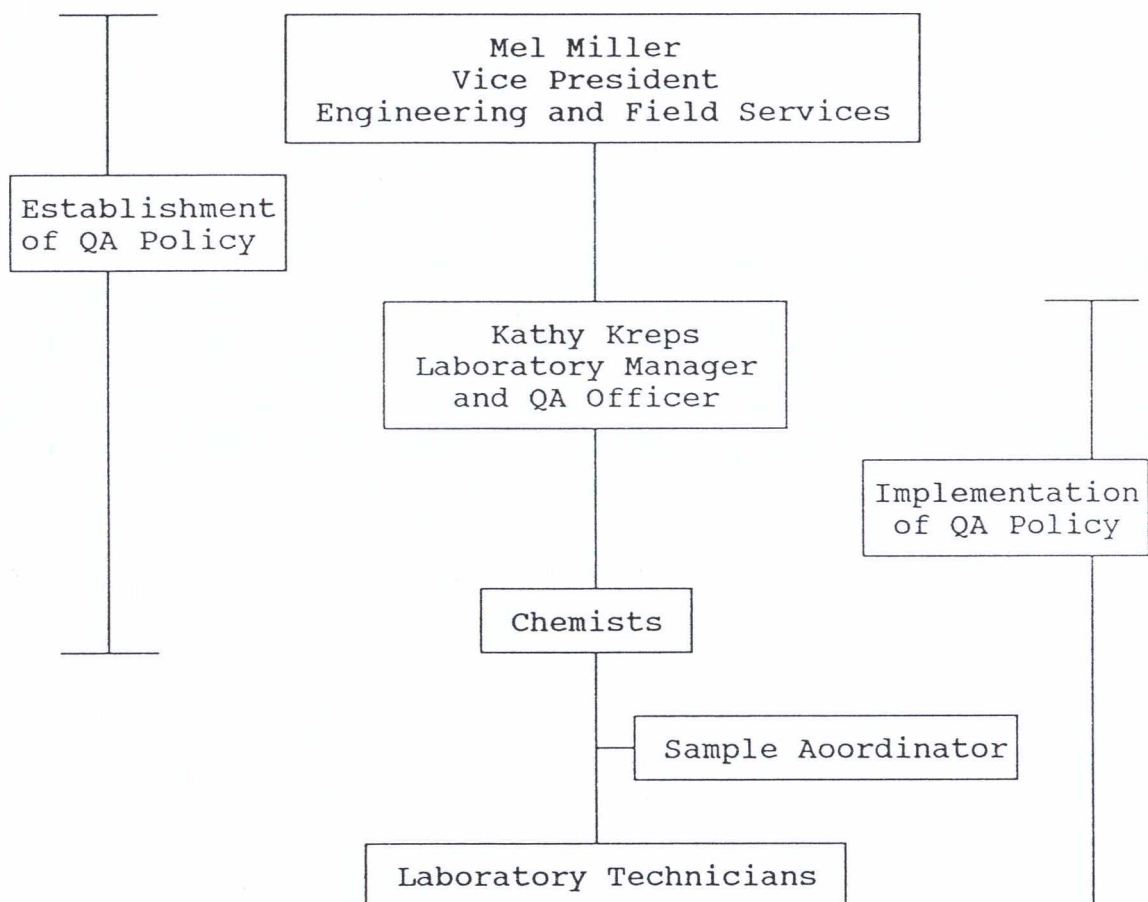 Mel Miller
Vice President
Engineering and Field Services
Establishment
of QA Policy
Kathy Kreps
Laboratory Manager
and QA Officer
Implementation
of QA Policy
Chemists
Sample Aoordinator
Laboratory Technicians